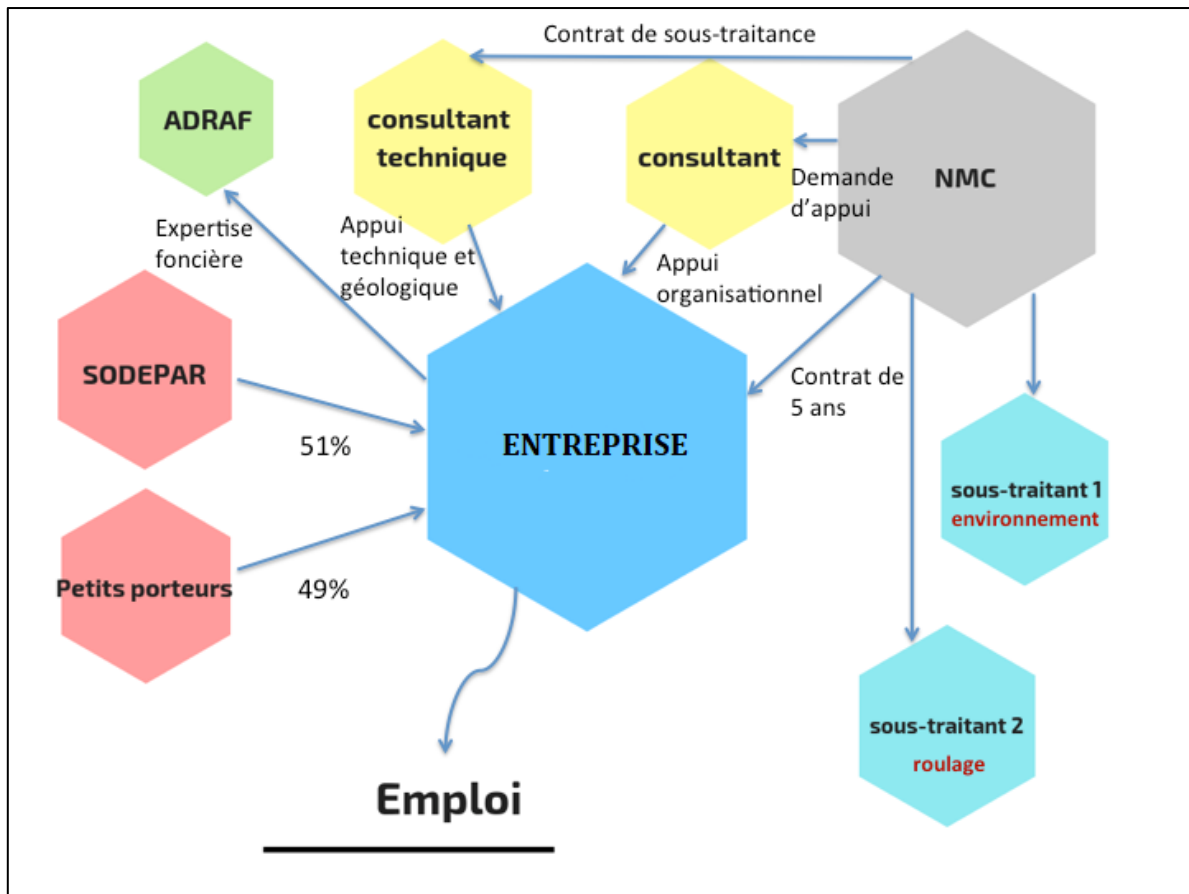 Contrat de sous-traitance
ADRAF
consultant
technique
consultant
NMC
Demande
d'appui
Expertise
foncière
Appui
technique et
géologique
Appui
organisationnel
SODEPAR
51%
ENTREPRISE
Contrat de
5 ans
sous-traitant 1
environnement
Petits porteurs
49%
sous-traitant 2
roulage
Emploi